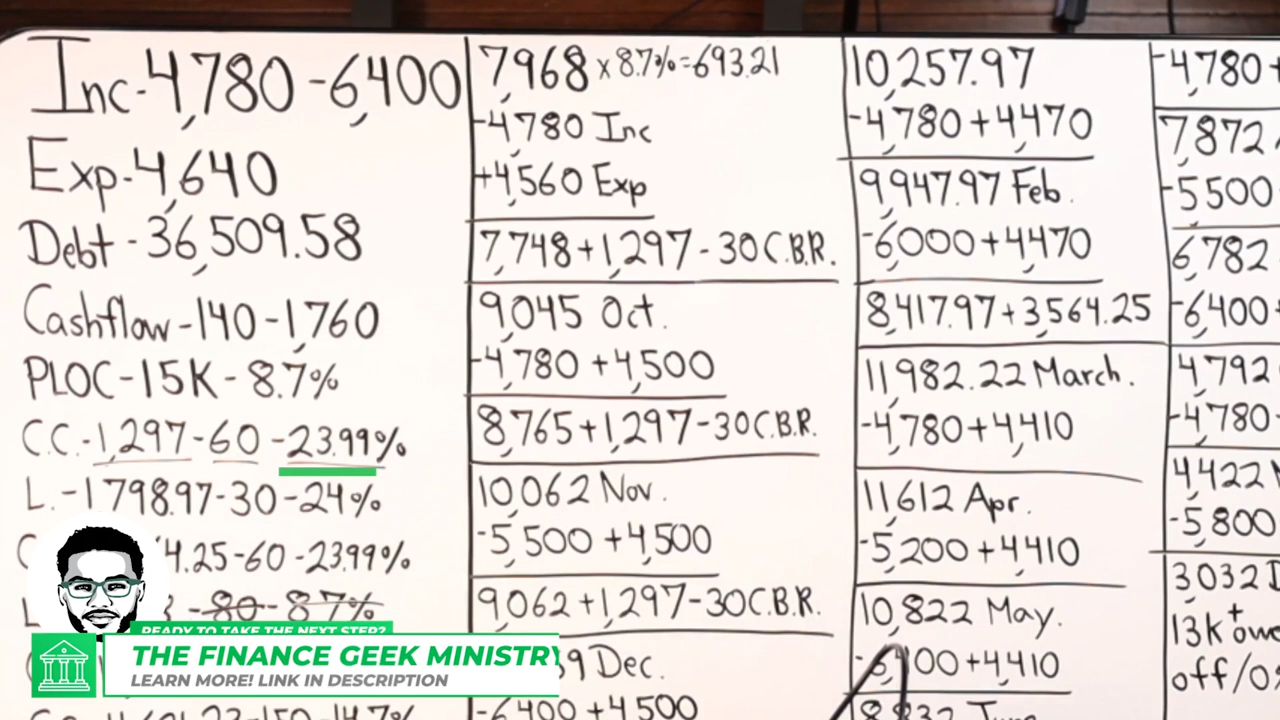 Inc-4,780-6,400
Exp-4,640
Debt-36,509.58
Cashflow-140-1,760
PLOC-15K-8.7%
C.C.-1,297-60-23.99%
L.-1798.97-30-24%
4.25-60-23.99%
-80-8.7%
7,968 x 8.7%=693.21
-4,780 Inc
+4,560 Exp
7,748+1,297-30 C.B.R.
9,045 Oct.
-4,780+4,500
8,765+1,297-30 C.B.R.
10,062 Nov.
-5,500+4,500
9,062+1,297-30 C.B.R.
9 Dec.
-6400+4500
10,257.97
-4,780+4,470
9,947.97 Feb.
-6,000+4,470
8,417.97+3,564.25
11,982.22 March.
-4,780+4,410
11,612 Apr.
-5,200+4,410
10,822 May.
00+4,410
-4,780+
7,872
-5,500
6,782
-6,400
4,792
-4,780
4,422
-5,800
3,032
13K+
off/0
READY TO TAKE THE NEXT STEP?
THE FINANCE GEEK MINISTRY
LEARN MORE! LINK IN DESCRIPTION